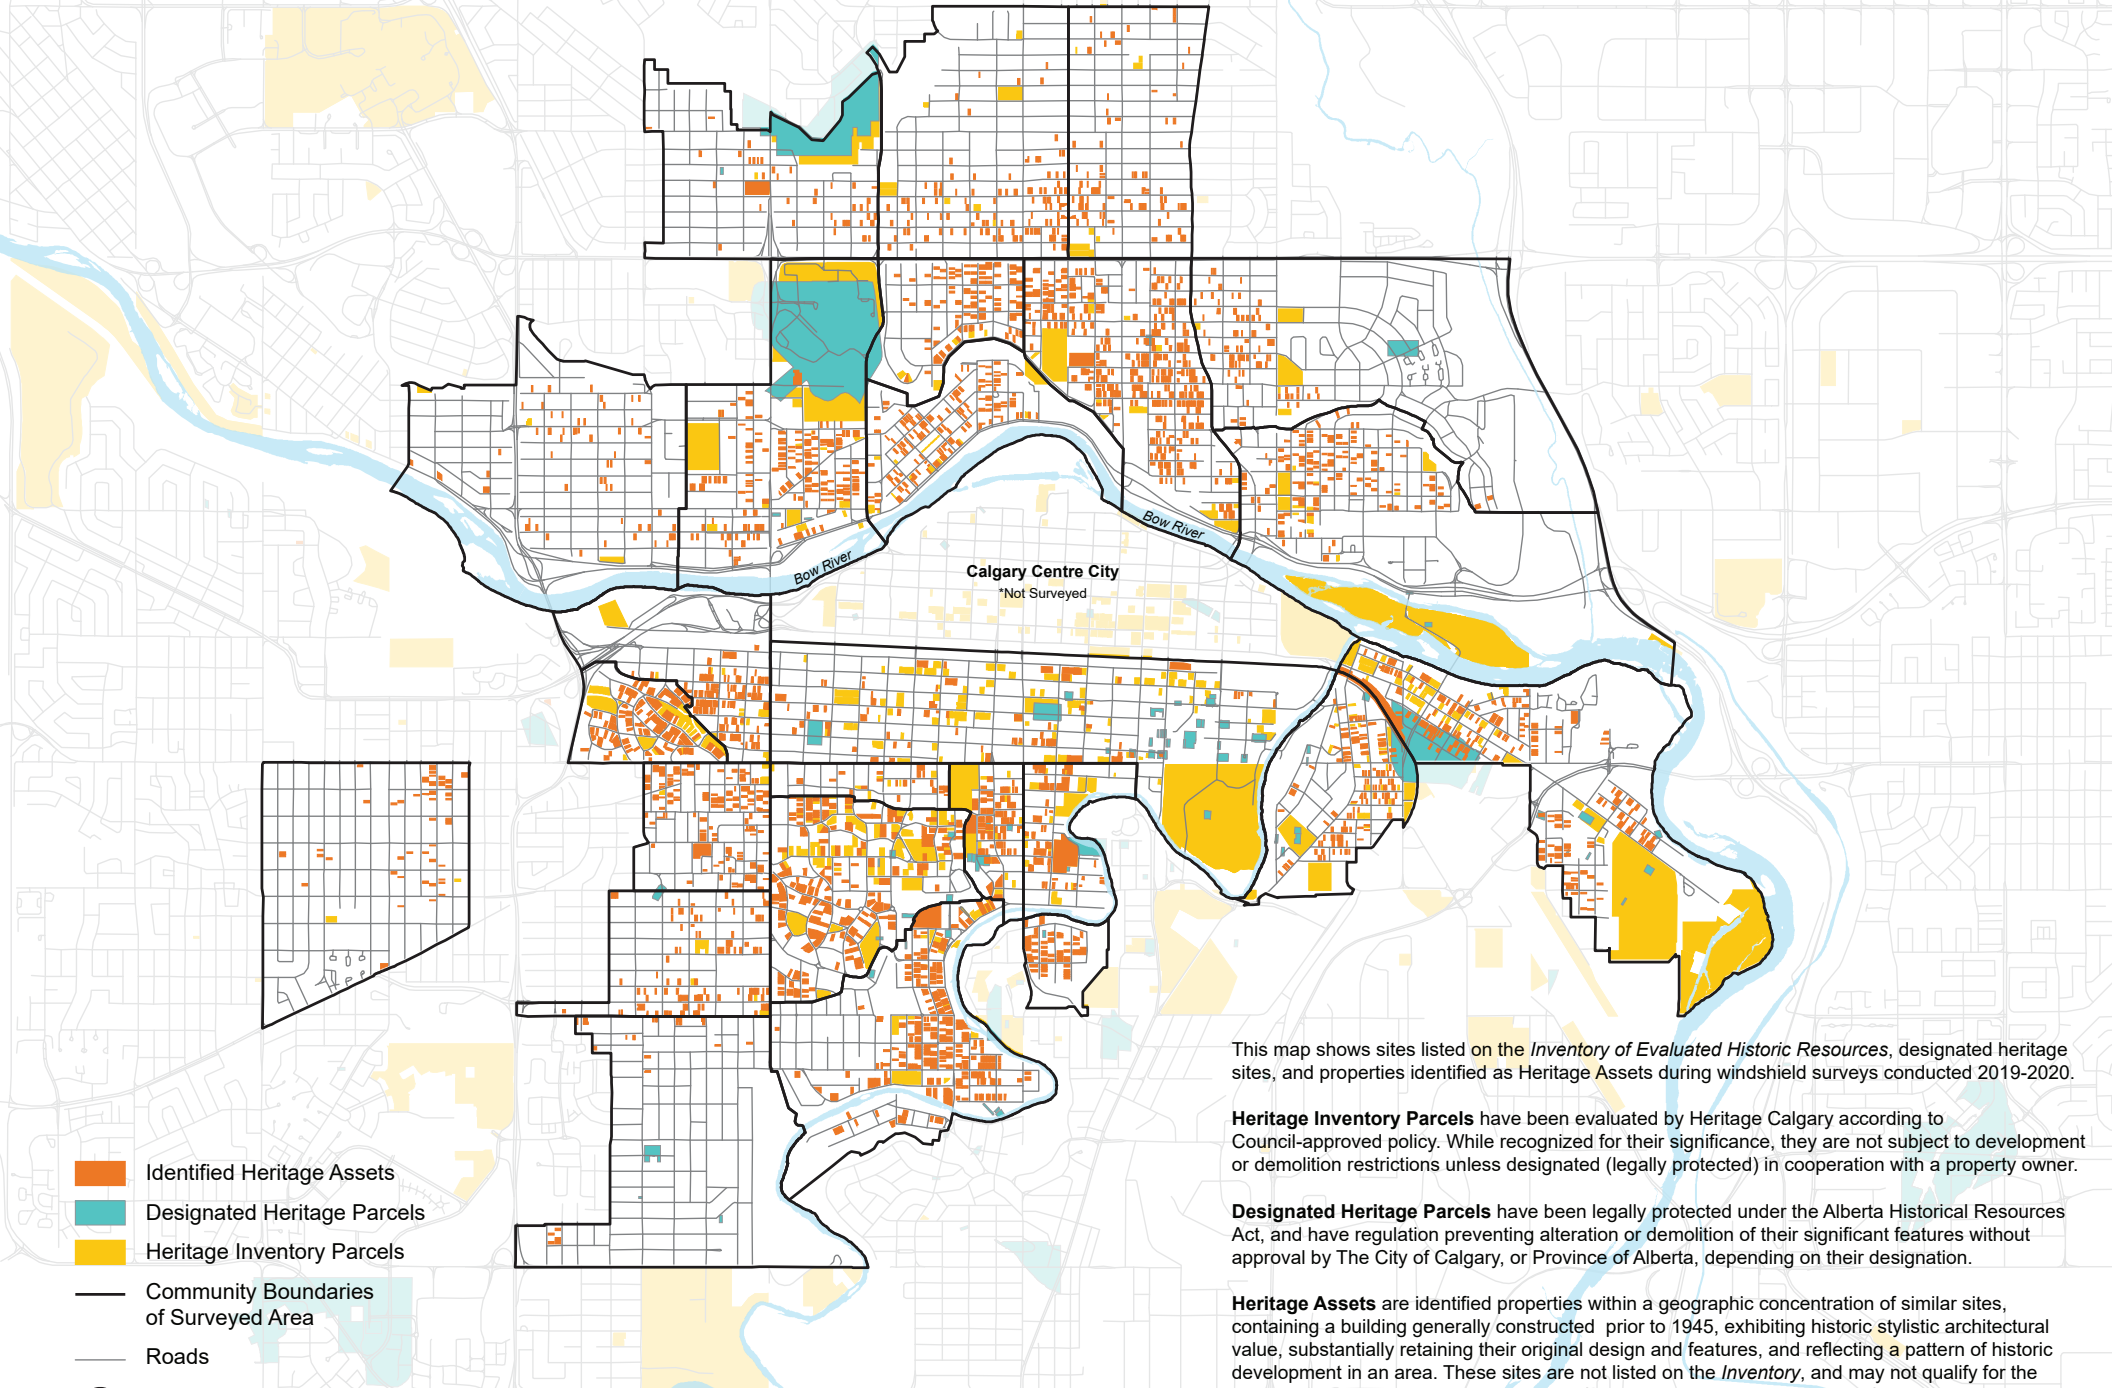 Bow River
Bow River
Calgary Centre City
*Not Surveyed
This map shows sites listed on the Inventory of Evaluated Historic Resources, designated heritage
sites, and properties identified as Heritage Assets during windshield surveys conducted 2019-2020.
Heritage Inventory Parcels have been evaluated by Heritage Calgary according to
Council-approved policy. While recognized for their significance, they are not subject to development
or demolition restrictions unless designated (legally protected) in cooperation with a property owner.
Designated Heritage Parcels have been legally protected under the Alberta Historical Resources
Act, and have regulation preventing alteration or demolition of their significant features without
approval by The City of Calgary, or Province of Alberta, depending on their designation.
Heritage Assets are identified properties within a geographic concentration of similar sites,
containing a building generally constructed prior to 1945, exhibiting historic stylistic architectural
value, substantially retaining their original design and features, and reflecting a pattern of historic
development in an area. These sites are not listed on the Inventory, and may not qualify for the
Identified Heritage Assets
Designated Heritage Parcels
Heritage Inventory Parcels
Community Boundaries
of Surveyed Area
Roads